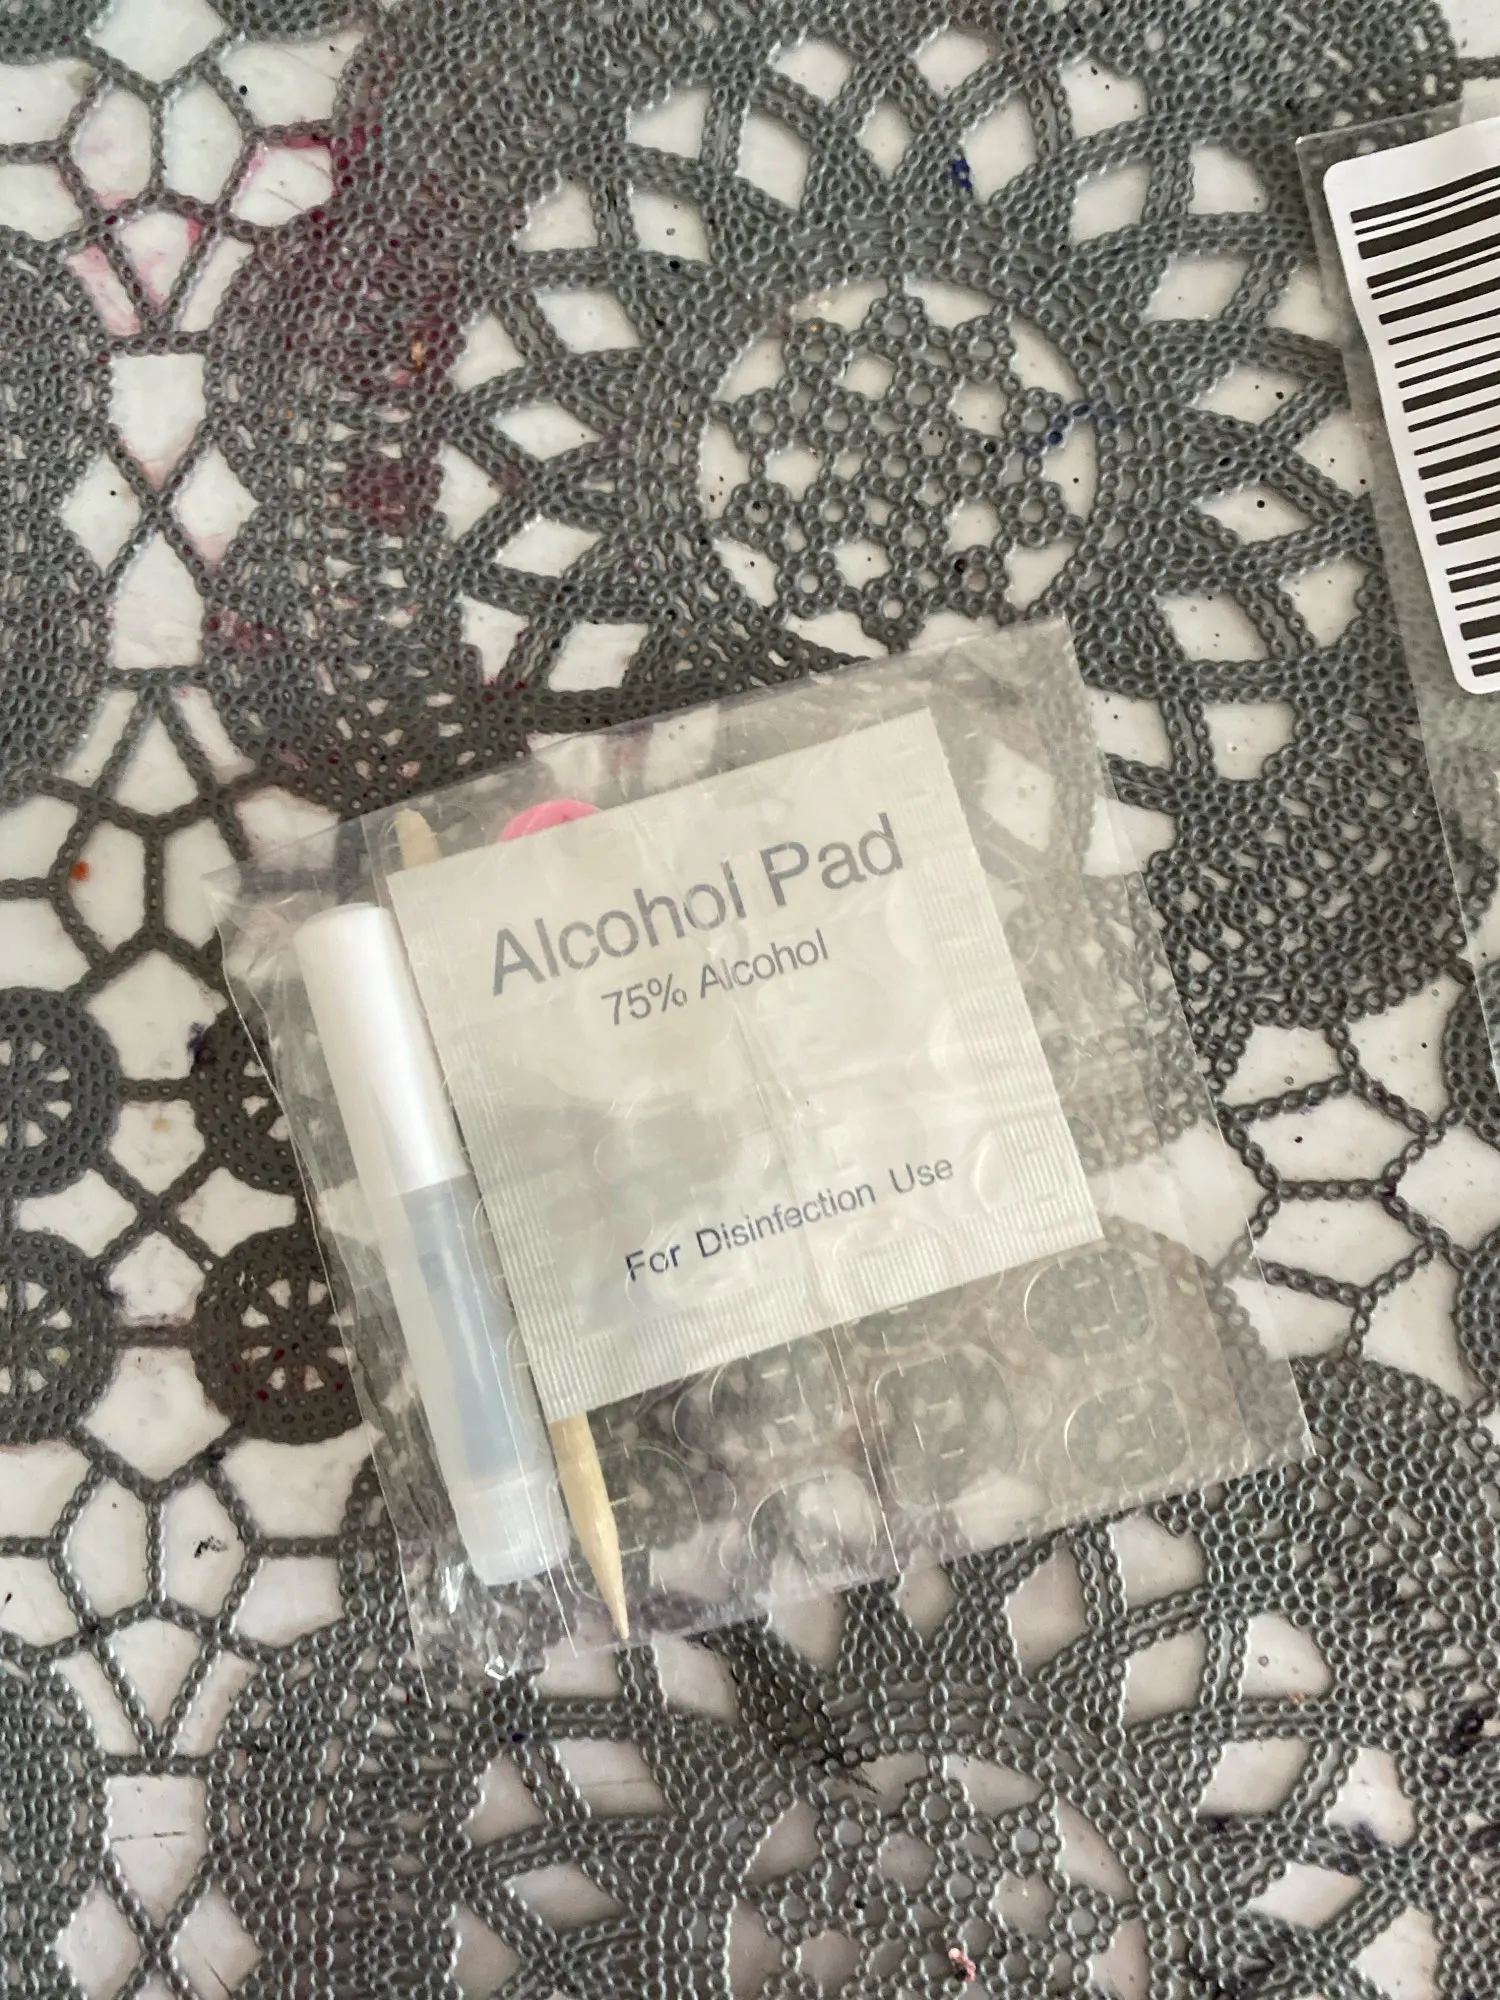 Alcohol Pad
75% Alcohol
For Disinfection Use